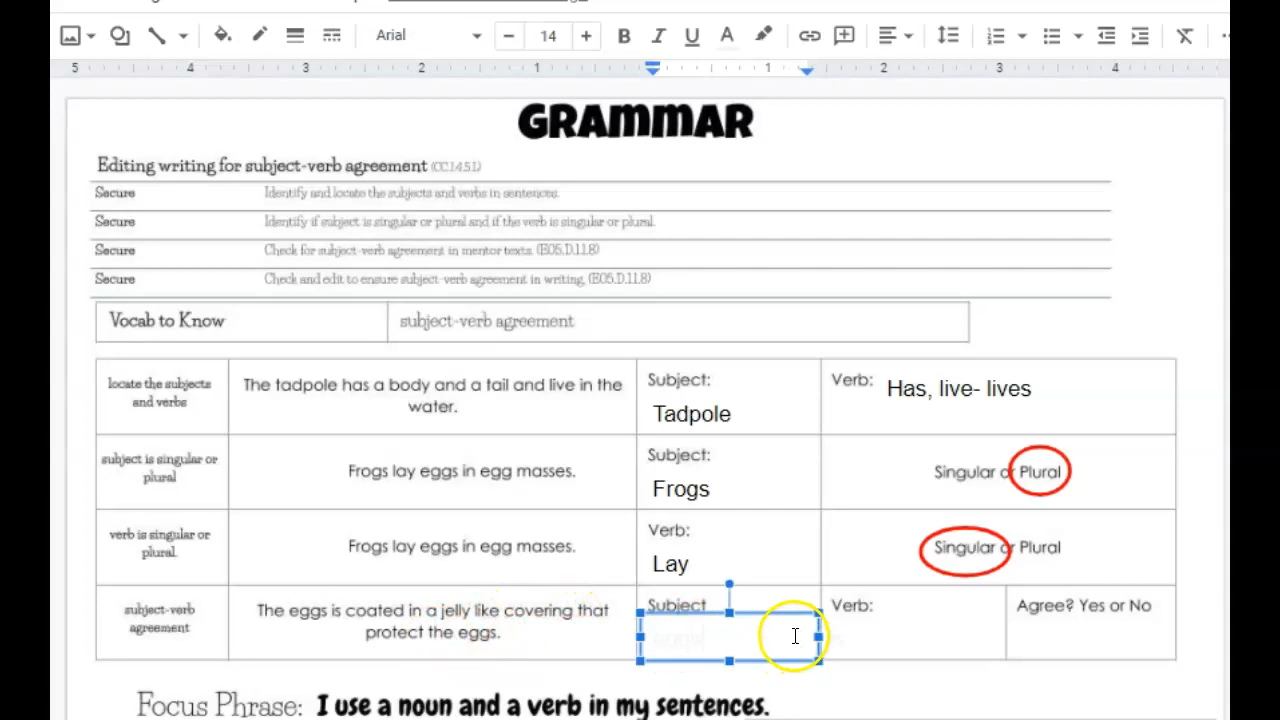 Arial
14
5 4 3 2 1 1 2 3 4
GRAMMAR
Editing writing for subject-verb agreement (CC.1.4.5.L)
Secure Identify and locate the subjects and verbs in sentences.
Secure Identify if subject is singular or plural and if the verb is singular or plural.
Secure Check for subject-verb agreement in mentor texts. (E05.D.1.1.8)
Secure Check and edit to ensure subject-verb agreement in writing. (E05.D.1.1.8)
Vocab to Know subject-verb agreement
locate the subjects
and verbs
The tadpole has a body and a tail and live in the
water.
Subject:
Tadpole
Verb: Has, live- lives
subject is singular or
plural
Frogs lay eggs in egg masses.
Subject:
Frogs
Singular or Plural
verb is singular or
plural.
Frogs lay eggs in egg masses.
Verb:
Lay
Singular or Plural
subject-verb
agreement
The eggs is coated in a jelly like covering that
protect the eggs.
Subject
Verb:
Agree? Yes or No
Focus Phrase: I use a noun and a verb in my sentences.